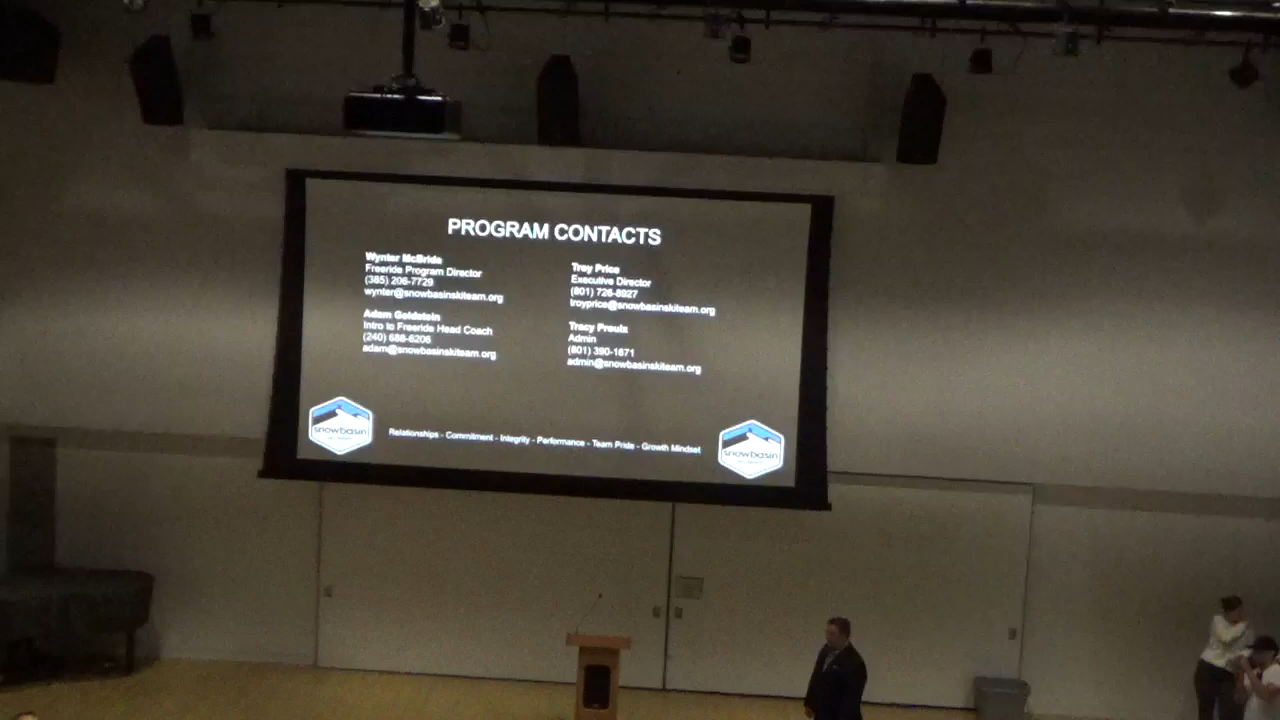 PROGRAM CONTACTS
Wynter McBride
Freeride Program Director
(385) 206-7729
wynter@snowbasinskiteam.org
Adam Goldstein
Intro to Freeride Head Coach
(240) 686-6206
adam@snowbasinskiteam.org
Troy Price
Executive Director
(801) 726-8927
troyprice@snowbasinskiteam.org
Tracy Proulx
Admin
(801) 390-1671
admin@snowbasinskiteam.org
Relationships - Commitment - Integrity - Performance - Team Pride - Growth Mindset
snowbasin
snowbasin